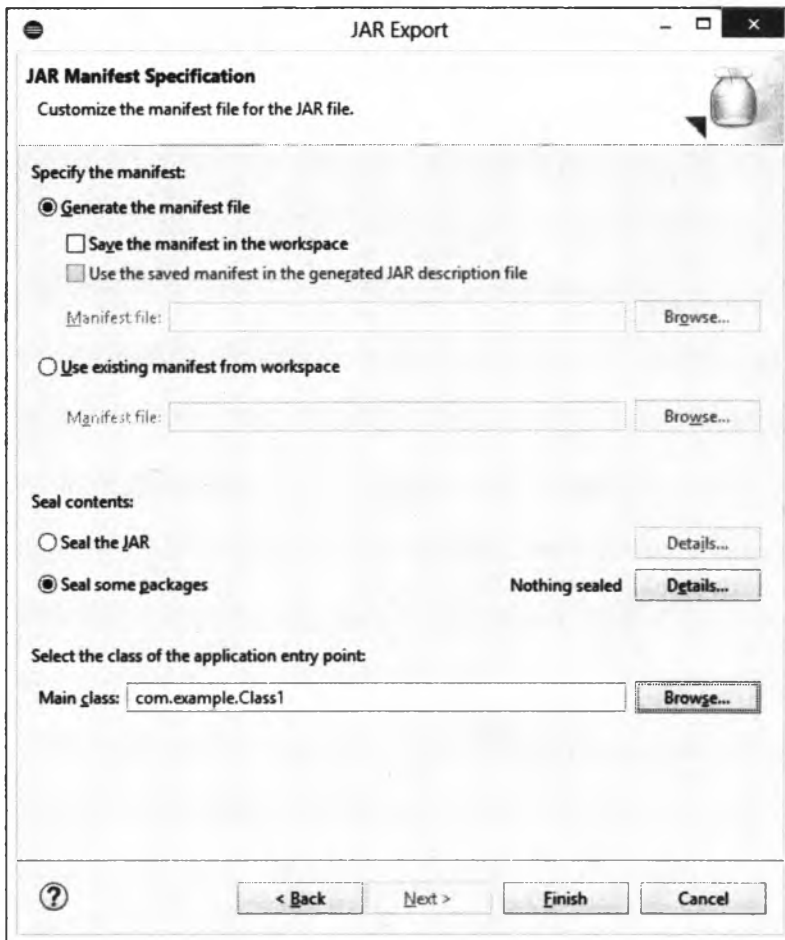 JAR Export
JAR Manifest Specification
Customize the manifest file for the JAR file.
Specify the manifest:
Generate the manifest file
Save the manifest in the workspace
Use the saved manifest in the generated JAR description file
Manifest file:
Browse...
Use existing manifest from workspace
Manifest file:
Browse...
Seal contents:
Seal the JAR
Details...
Seal some packages
Nothing sealed
Details...
Select the class of the application entry point:
Main class:
com.example.Class1
Browse...
?
< Back
Next >
Finish
Cancel